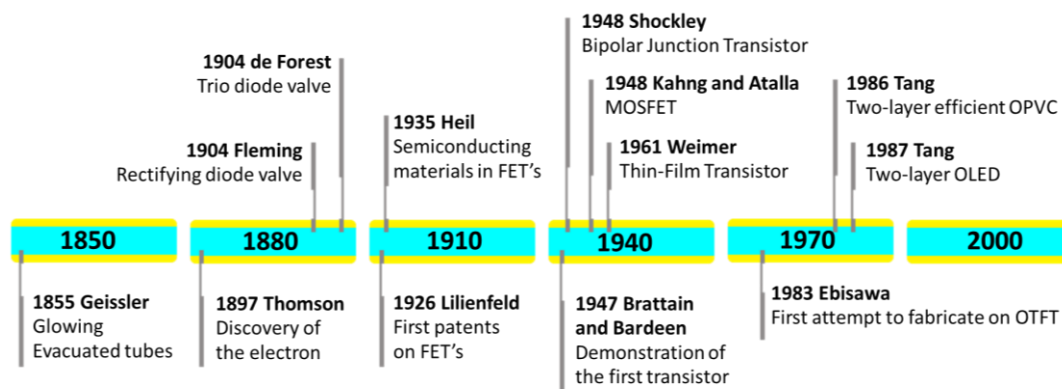 1948 Shockley
Bipolar Junction Transistor
1904 de Forest
Trio diode valve
1948 Kahng and Atalla
MOSFET
1986 Tang
Two-layer efficient OPVC
1935 Heil
Semiconducting
materials in FET's
1904 Fleming
Rectifying diode valve
1961 Weimer
Thin-Film Transistor
1987 Tang
Two-layer OLED
1850
1880
1910
1940
1970
2000
1855 Geissler
Glowing
Evacuated tubes
1897 Thomson
Discovery of
the electron
1926 Lilienfeld
First patents
on FET's
1947 Brattain
and Bardeen
Demonstration of
the first transistor
1983 Ebisawa
First attempt to fabricate on OTFT